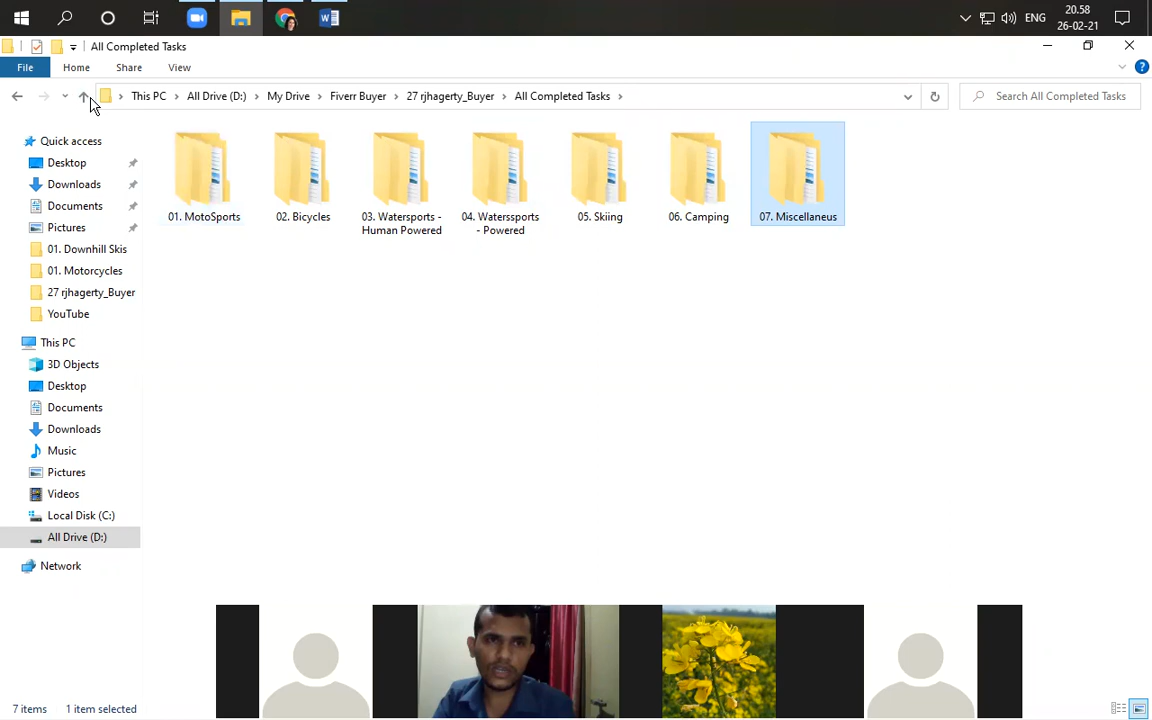 20.58
ENG
26-02-21
All Completed Tasks
File
Home
Share
View
This PC
All Drive (D:)
My Drive
Fiverr Buyer
27 rjhagerty_Buyer
All Completed Tasks
Search All Completed Tasks
Quick access
Desktop
Downloads
Documents
Pictures
01. Downhill Skis
01. Motorcycles
27 rjhagerty_Buyer
YouTube
This PC
3D Objects
Desktop
Documents
Downloads
Music
Pictures
Videos
Local Disk (C:)
All Drive (D:)
Network
01. MotoSports
02. Bicycles
03. Watersports -
Human Powered
04. Waterssports
- Powered
05. Skiing
06. Camping
07. Miscellaneus
7 items
1 item selected